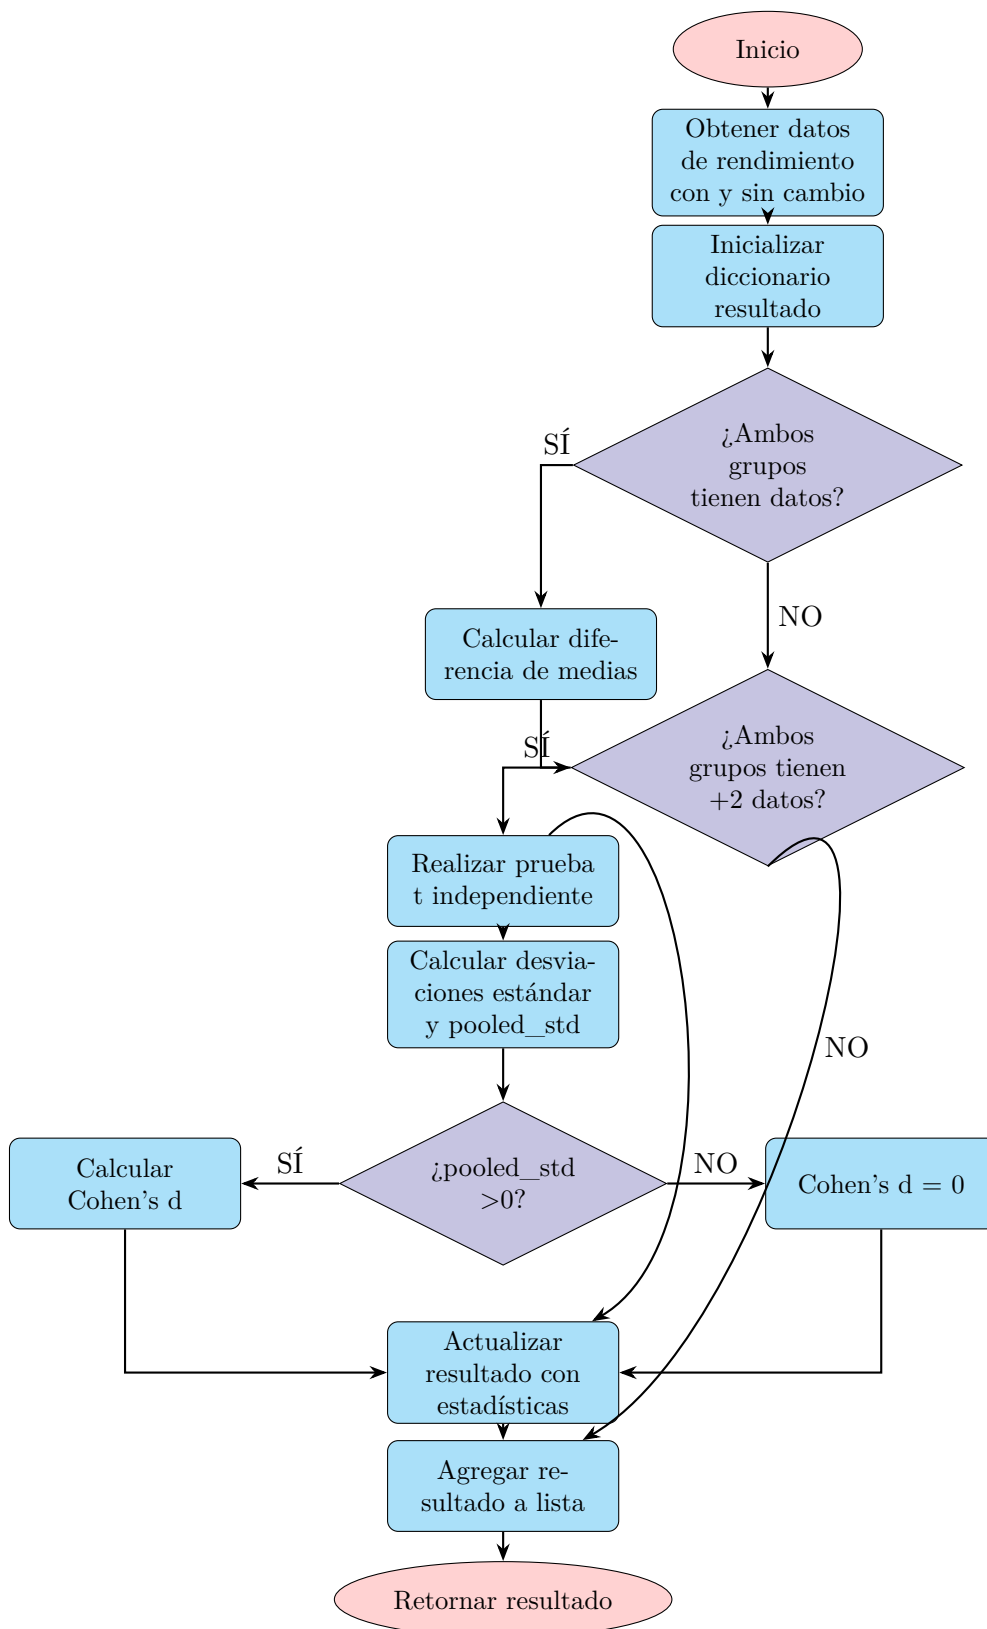 Inicio
Obtener datos
de rendimiento
con y sin cambio
Inicializar
diccionario
resultado
¿Ambos
grupos
tienen datos?
SÍ
NO
Calcular dife-
rencia de medias
¿Ambos
grupos tienen
+2 datos?
SÍ
Realizar prueba
t independiente
Calcular desvia-
ciones estándar
y pooled_std
NO
¿pooled_std
>0?
SÍ
NO
Calcular
Cohen's d
Cohen's d = 0
Actualizar
resultado con
estadísticas
Agregar re-
sultado a lista
Retornar resultado